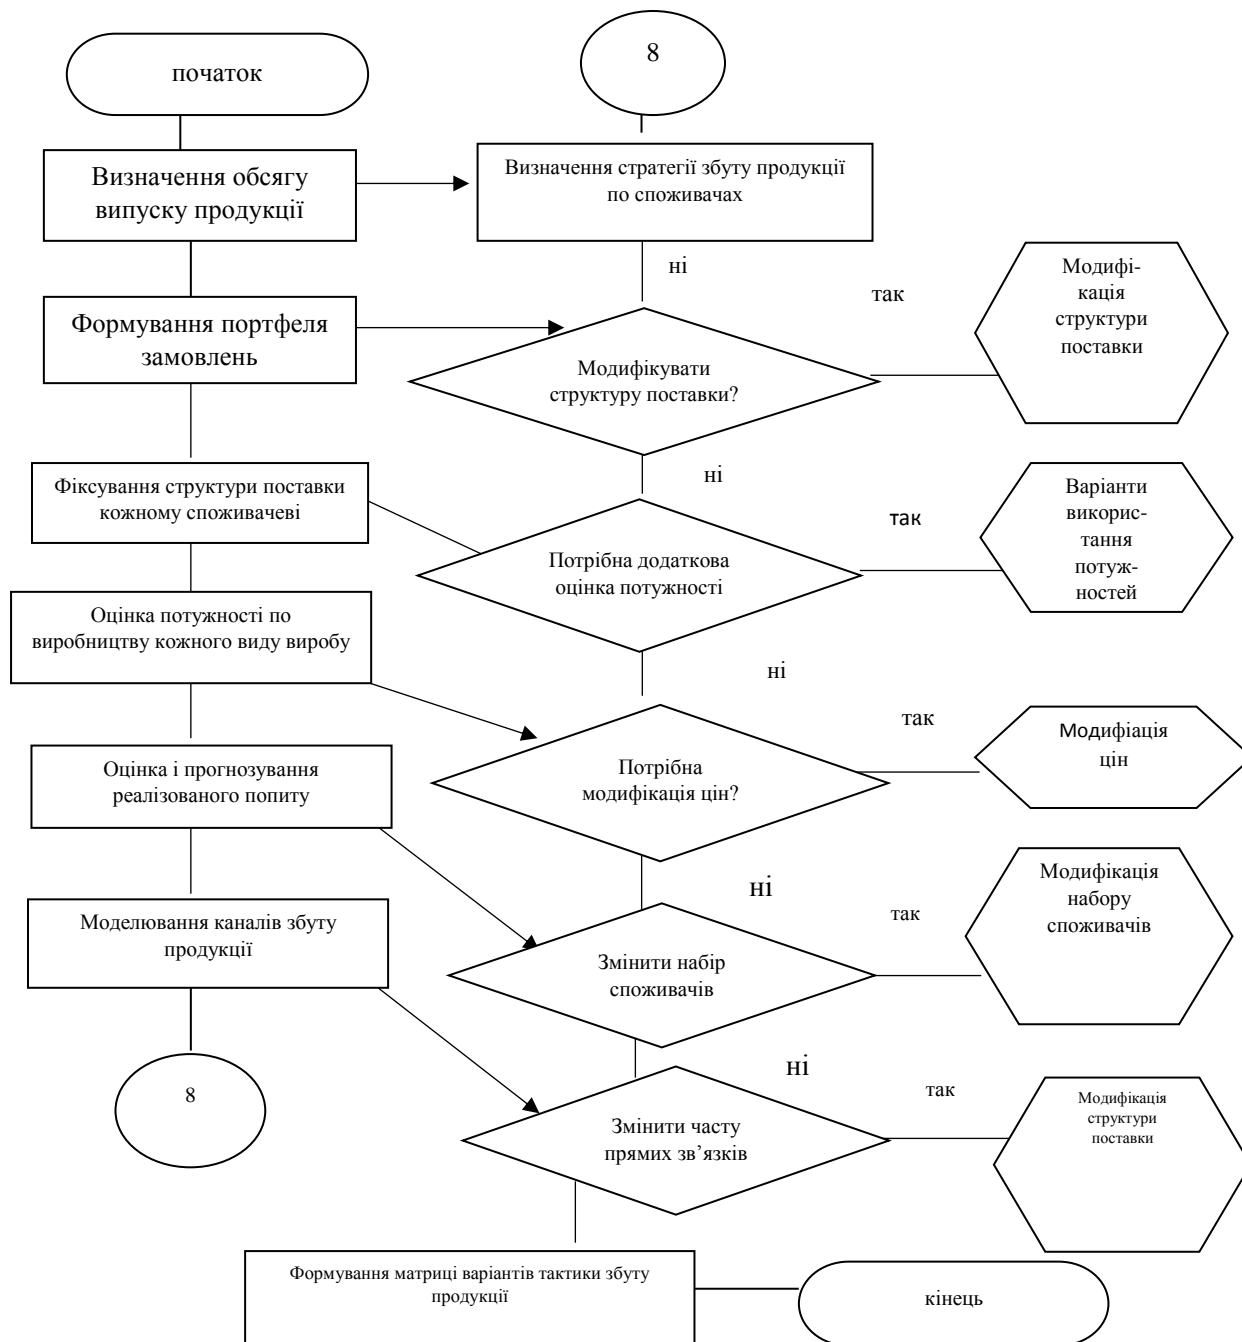 початок
8
Визначення обсягу
випуску продукції
Визначення стратегії збуту продукції
по споживачах
ні
так
Модифі-
кація
структури
поставки
Формування портфеля
замовлень
Модифікувати
структуру поставки?
ні
так
Варіанти
викорис-
тання
потуж-
ностей
Фіксування структури поставки
кожному споживачеві
Потрібна додаткова
оцінка потужності
Оцінка потужності по
виробництву кожного виду виробу
ні
так
Модифіація
цін
Оцінка і прогнозування
реалізованого попиту
Потрібна
модифікація цін?
ні
так
Модифікація
набору
споживачів
Моделювання каналів збуту
продукції
Змінити набір
споживачів
8
ні
так
Модифікація
структури
поставки
Змінити часту
прямих зв’язків
Формування матриці варіантів тактики збуту
продукції
кінець